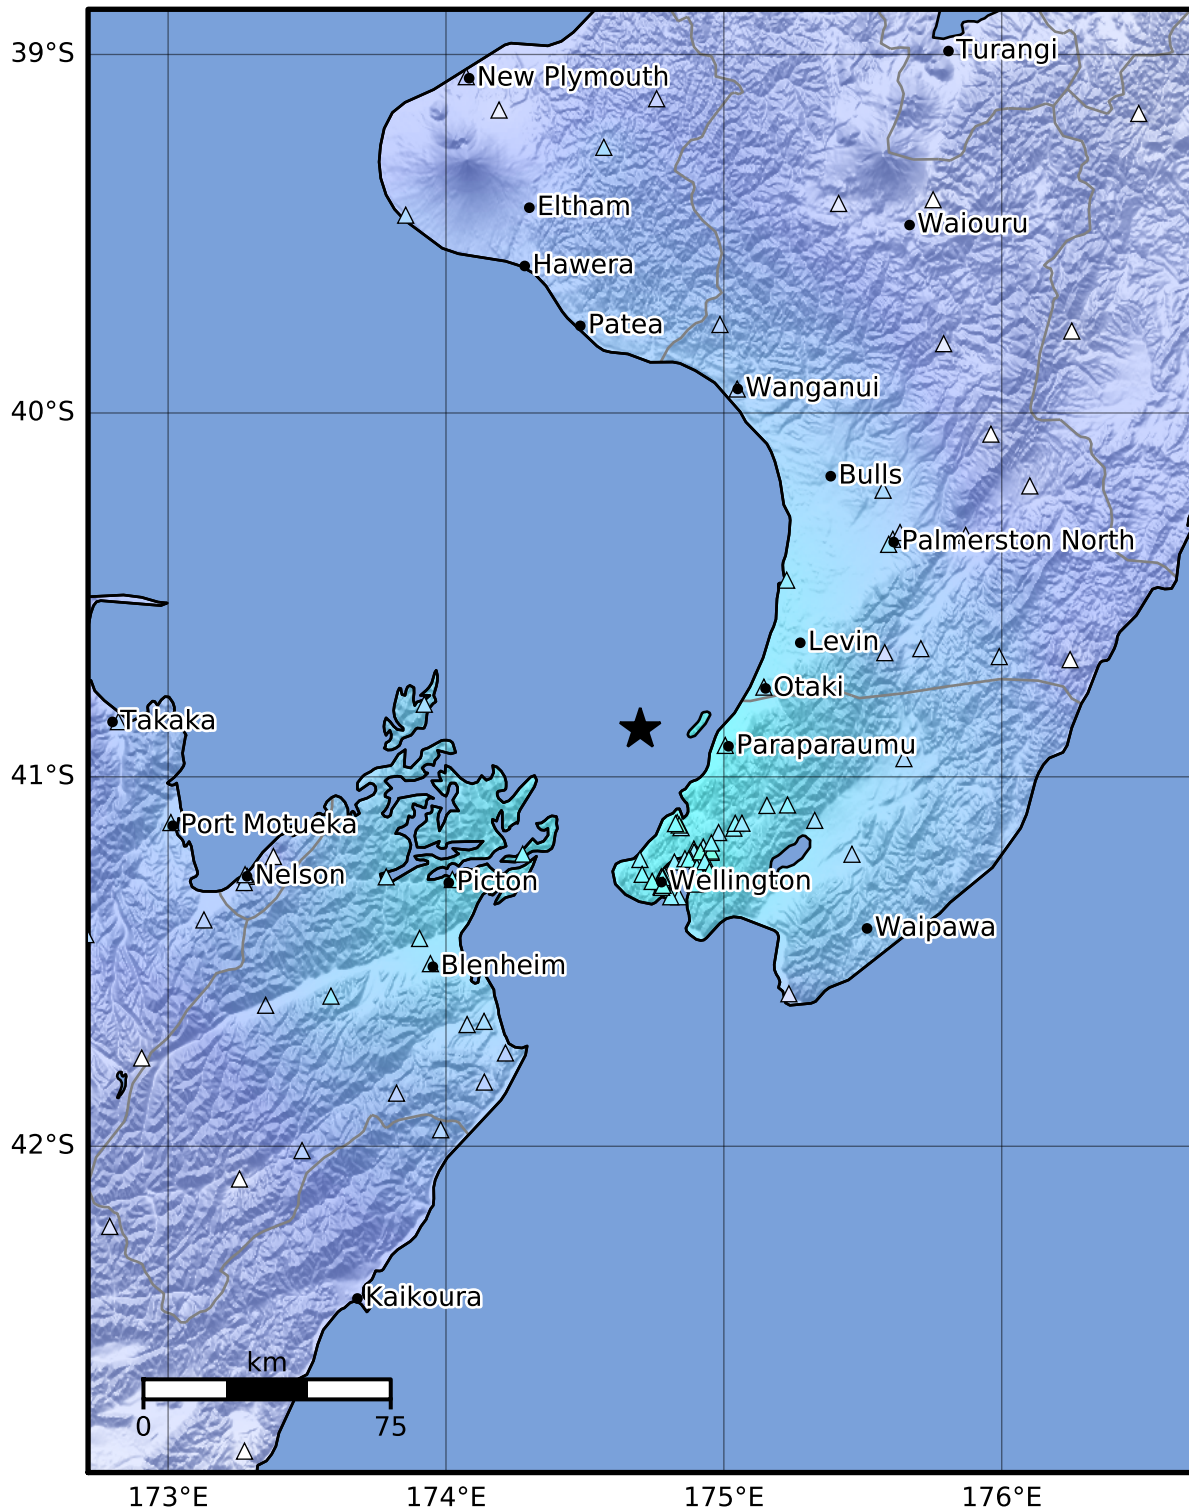 39°S
Turangi
New Plymouth
Eltham
Waiouru
Hawera
Patea
Wanganui
40°S
Bulls
Palmerston North
Levin
Otaki
Takaka
Paraparaumu
41°S
Port Motueka
Nelson
Picton
Wellington
Waipawa
Blenheim
42°S
Kaikoura
km
0 75
173°E 174°E 175°E 176°E